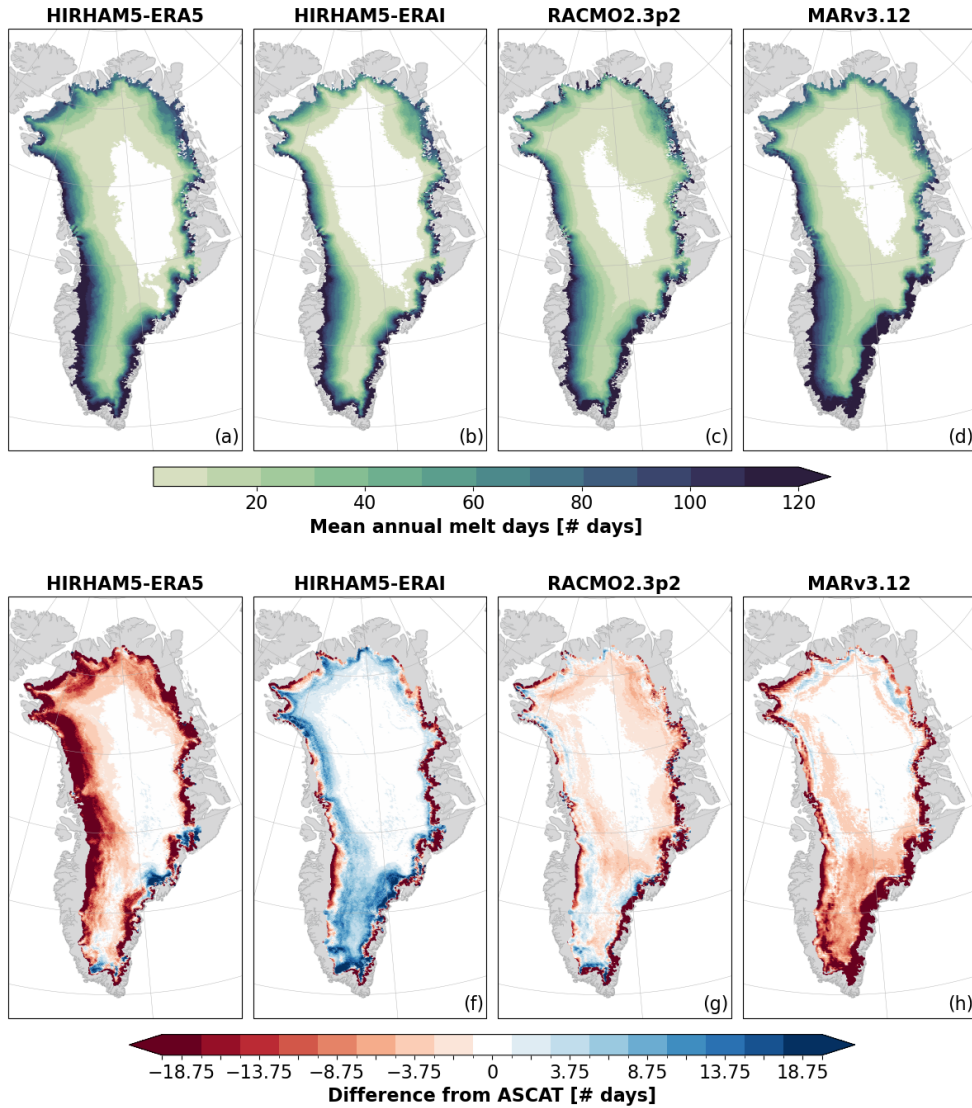 HIRHAM5-ERA5 HIRHAM5-ERAI RACMO2.3p2 MARv3.12
(a) (b) (c) (d)
20 40 60 80 100 120
Mean annual melt days [# days]
HIRHAM5-ERA5 HIRHAM5-ERAI RACMO2.3p2 MARv3.12
(f) (g) (h)
−18.75 −13.75 −8.75 −3.75 0 3.75 8.75 13.75 18.75
Difference from ASCAT [# days]